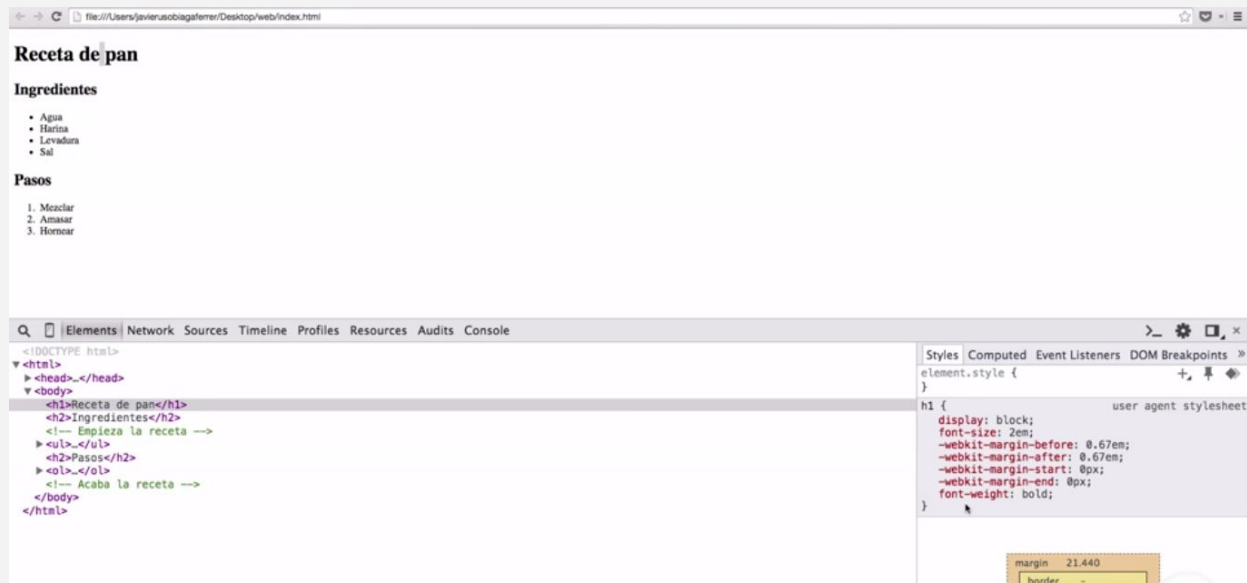 file:///Users/javierusobiagaferrer/Desktop/web/index.html
Receta de pan
Ingredientes
• Agua
• Harina
• Levadura
• Sal
Pasos
1. Mezclar
2. Amasar
3. Hornear
Elements Network Sources Timeline Profiles Resources Audits Console
<!DOCTYPE html>
▼<html>
▶<head>…</head>
▼<body>
<h1>Receta de pan</h1>
<h2>Ingredientes</h2>
<!-- Empieza la receta -->
▶<ul>…</ul>
<h2>Pasos</h2>
▶<ol>…</ol>
<!-- Acaba la receta -->
</body>
</html>
Styles Computed Event Listeners DOM Breakpoints »
element.style {
}
h1 { user agent stylesheet
display: block;
font-size: 2em;
-webkit-margin-before: 0.67em;
-webkit-margin-after: 0.67em;
-webkit-margin-start: 0px;
-webkit-margin-end: 0px;
font-weight: bold;
}
margin 21.440
border -